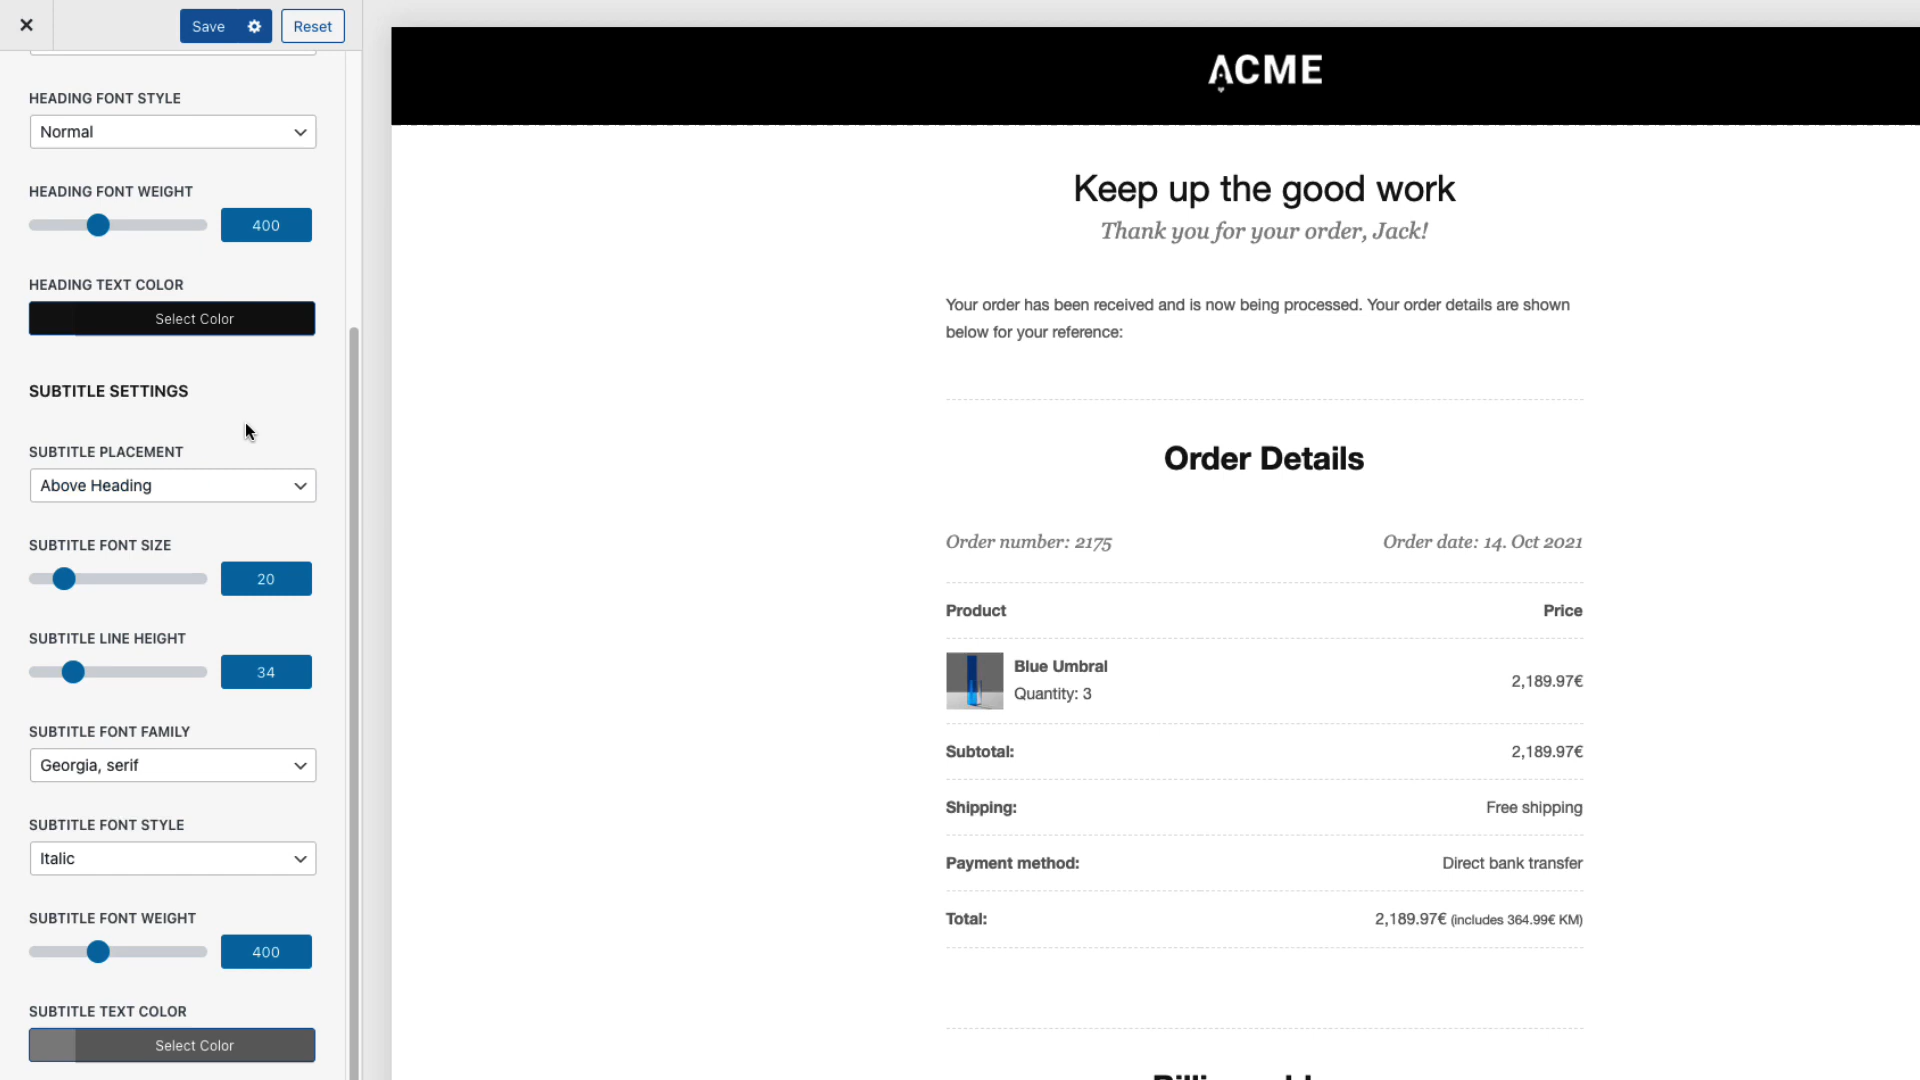 Save
Reset
HEADING FONT STYLE
Normal
HEADING FONT WEIGHT
400
HEADING TEXT COLOR
Select Color
SUBTITLE SETTINGS
SUBTITLE PLACEMENT
Above Heading
SUBTITLE FONT SIZE
20
SUBTITLE LINE HEIGHT
34
SUBTITLE FONT FAMILY
Georgia, serif
SUBTITLE FONT STYLE
Italic
SUBTITLE FONT WEIGHT
400
SUBTITLE TEXT COLOR
Select Color
ACME
Keep up the good work
Thank you for your order, Jack!
Your order has been received and is now being processed. Your order details are shown
below for your reference:
Order Details
Order number: 2175 Order date: 14. Oct 2021
Product Price
Blue Umbral
Quantity: 3
2,189.97€
Subtotal: 2,189.97€
Shipping: Free shipping
Payment method: Direct bank transfer
Total: 2,189.97€ (includes 364.99€ KM)